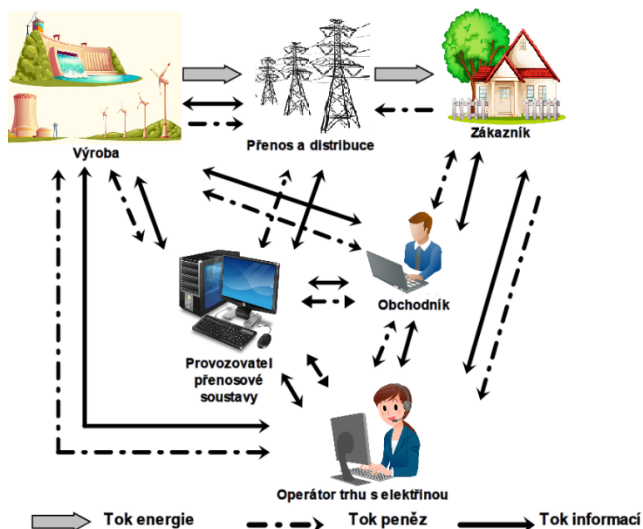 Výroba
Přenos a distribuce
Zákazník
Obchodník
Provozovatel
přenosové
soustavy
Operátor trhu s elektřinou
Tok energie
Tok peněz
Tok informací